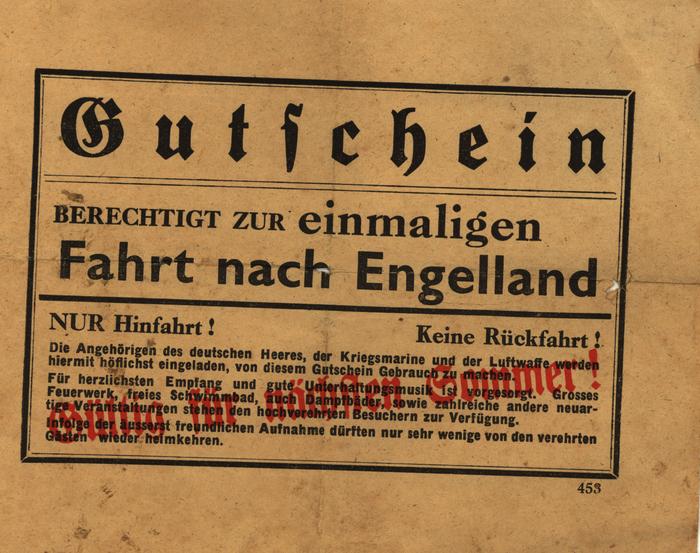 Gutschein
BERECHTIGT ZUR einmaligen
Fahrt nach Engelland
NUR Hinfahrt! Keine Rückfahrt!
Die Angehörigen des deutschen Heeres, der Kriegsmarine und der Luftwaffe werden
hiermit höflichst eingeladen, von diesem Gutschein Gebrauch zu machen.
Für herzlichsten Empfang und gute Unterhaltungsmusik ist vorgesorgt. Grosses
Feuerwerk, freies Schwimmbad, auch Dampfbäder, sowie zahlreiche andere neuar-
tige Veranstaltungen stehen den hochverehrten Besuchern zur Verfügung.
Infolge der äusserst freundlichen Aufnahme dürften nur sehr wenige von den verehrten
Gästen wieder heimkehren.
Gültig für nächsten Sommer!
453